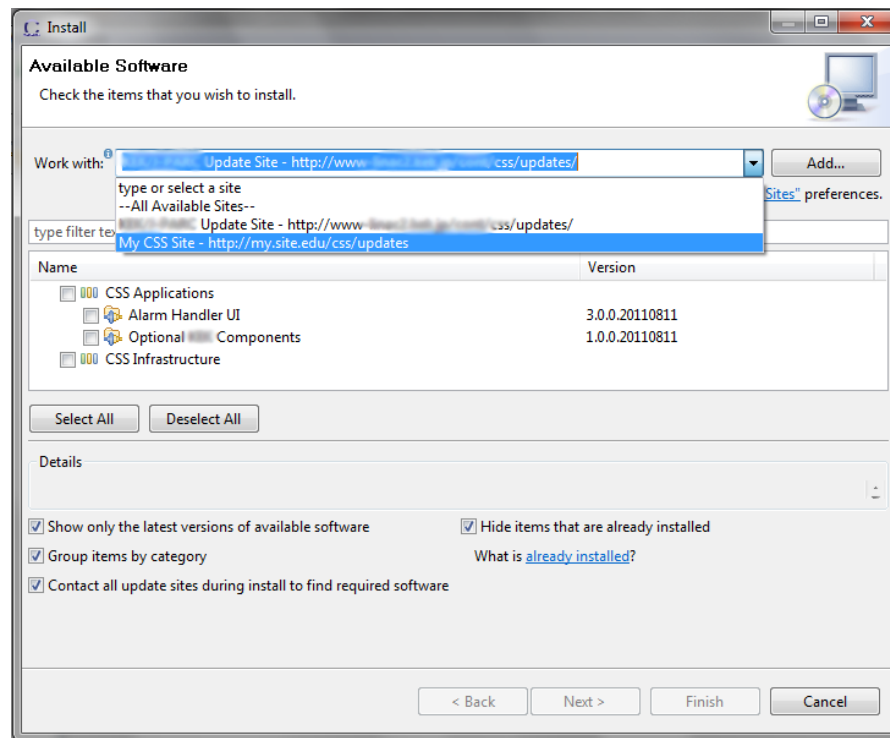 Install
Available Software
Check the items that you wish to install.
Work with: Update Site - http://www css/updates/
Add...
type or select a site
--All Available Sites--
Update Site - http://www css/updates/
My CSS Site - http://my.site.edu/css/updates
Sites" preferences.
type filter
Name Version
CSS Applications
Alarm Handler UI 3.0.0.20110811
Optional Components 1.0.0.20110811
CSS Infrastructure
Select All Deselect All
Details
Show only the latest versions of available software Hide items that are already installed
Group items by category What is already installed?
Contact all update sites during install to find required software
< Back Next > Finish Cancel